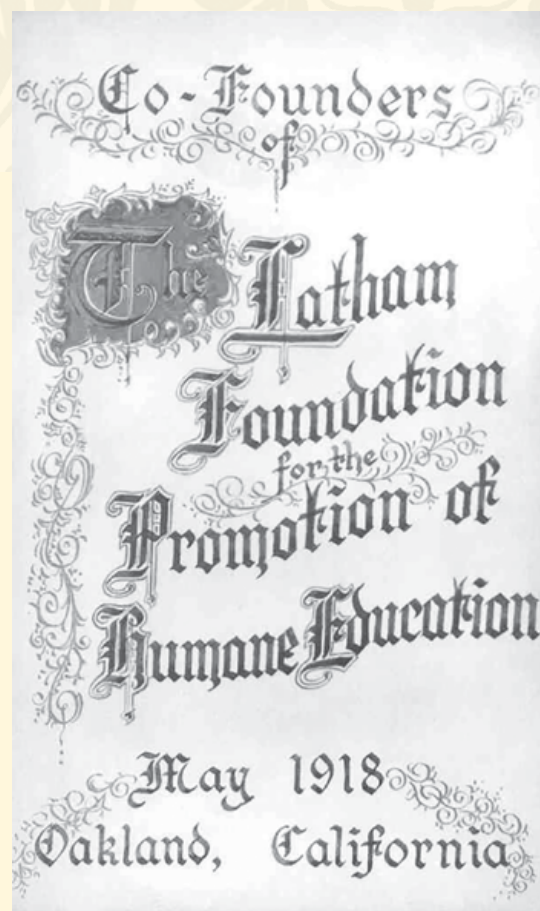 Co-Founders
of
The Latham
Foundation
for the
Promotion of
Humane Education
May 1918
Oakland, California